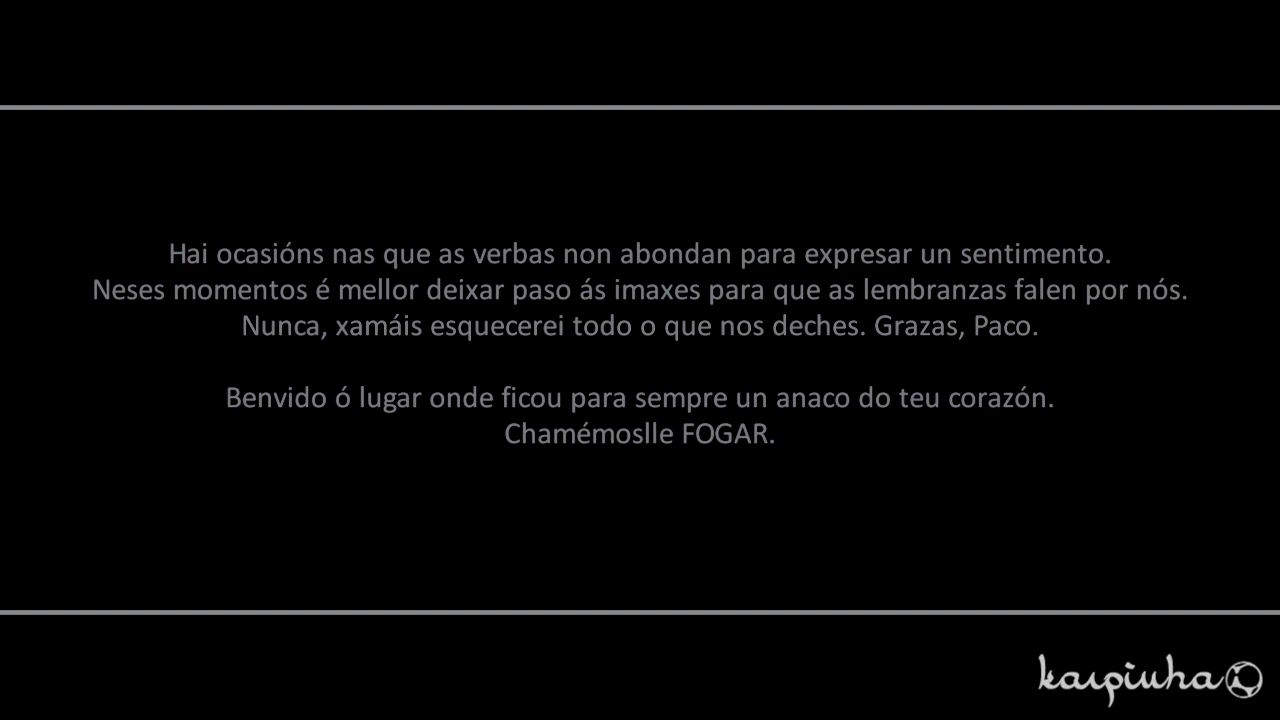 Hai ocasións nas que as verbas non abondan para expresar un sentimento.
Neses momentos é mellor deixar paso ás imaxes para que as lembranzas falen por nós.
Nunca, xamáis esquecerei todo o que nos deches. Grazas, Paco.
Benvido ó lugar onde ficou para sempre un anaco do teu corazón.
Chamémoslle FOGAR.